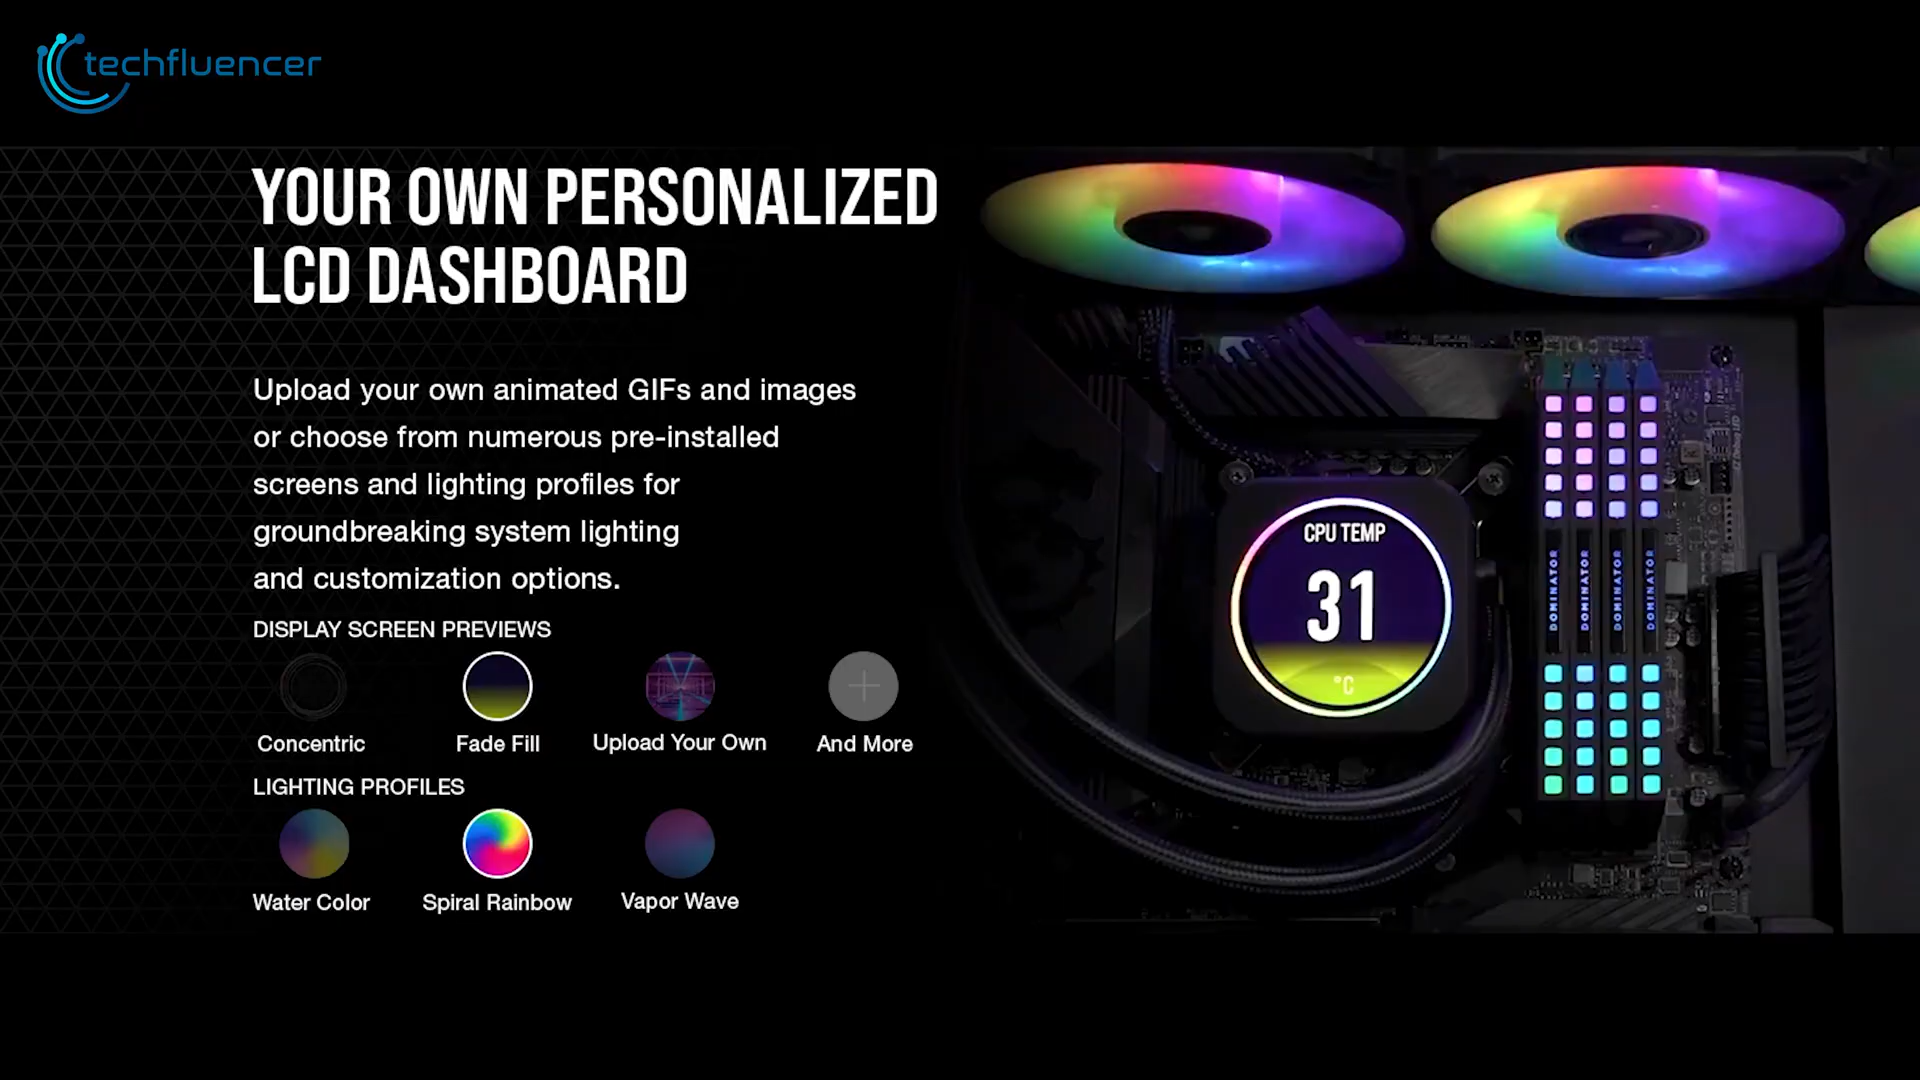 techfluencer
YOUR OWN PERSONALIZED
LCD DASHBOARD
Upload your own animated GIFs and images
or choose from numerous pre-installed
screens and lighting profiles for
groundbreaking system lighting
and customization options.
DISPLAY SCREEN PREVIEWS
Concentric
Fade Fill
Upload Your Own
And More
LIGHTING PROFILES
Water Color
Spiral Rainbow
Vapor Wave
CPU TEMP
31
°C
DOMINATOR
DOMINATOR
DOMINATOR
DOMINATOR